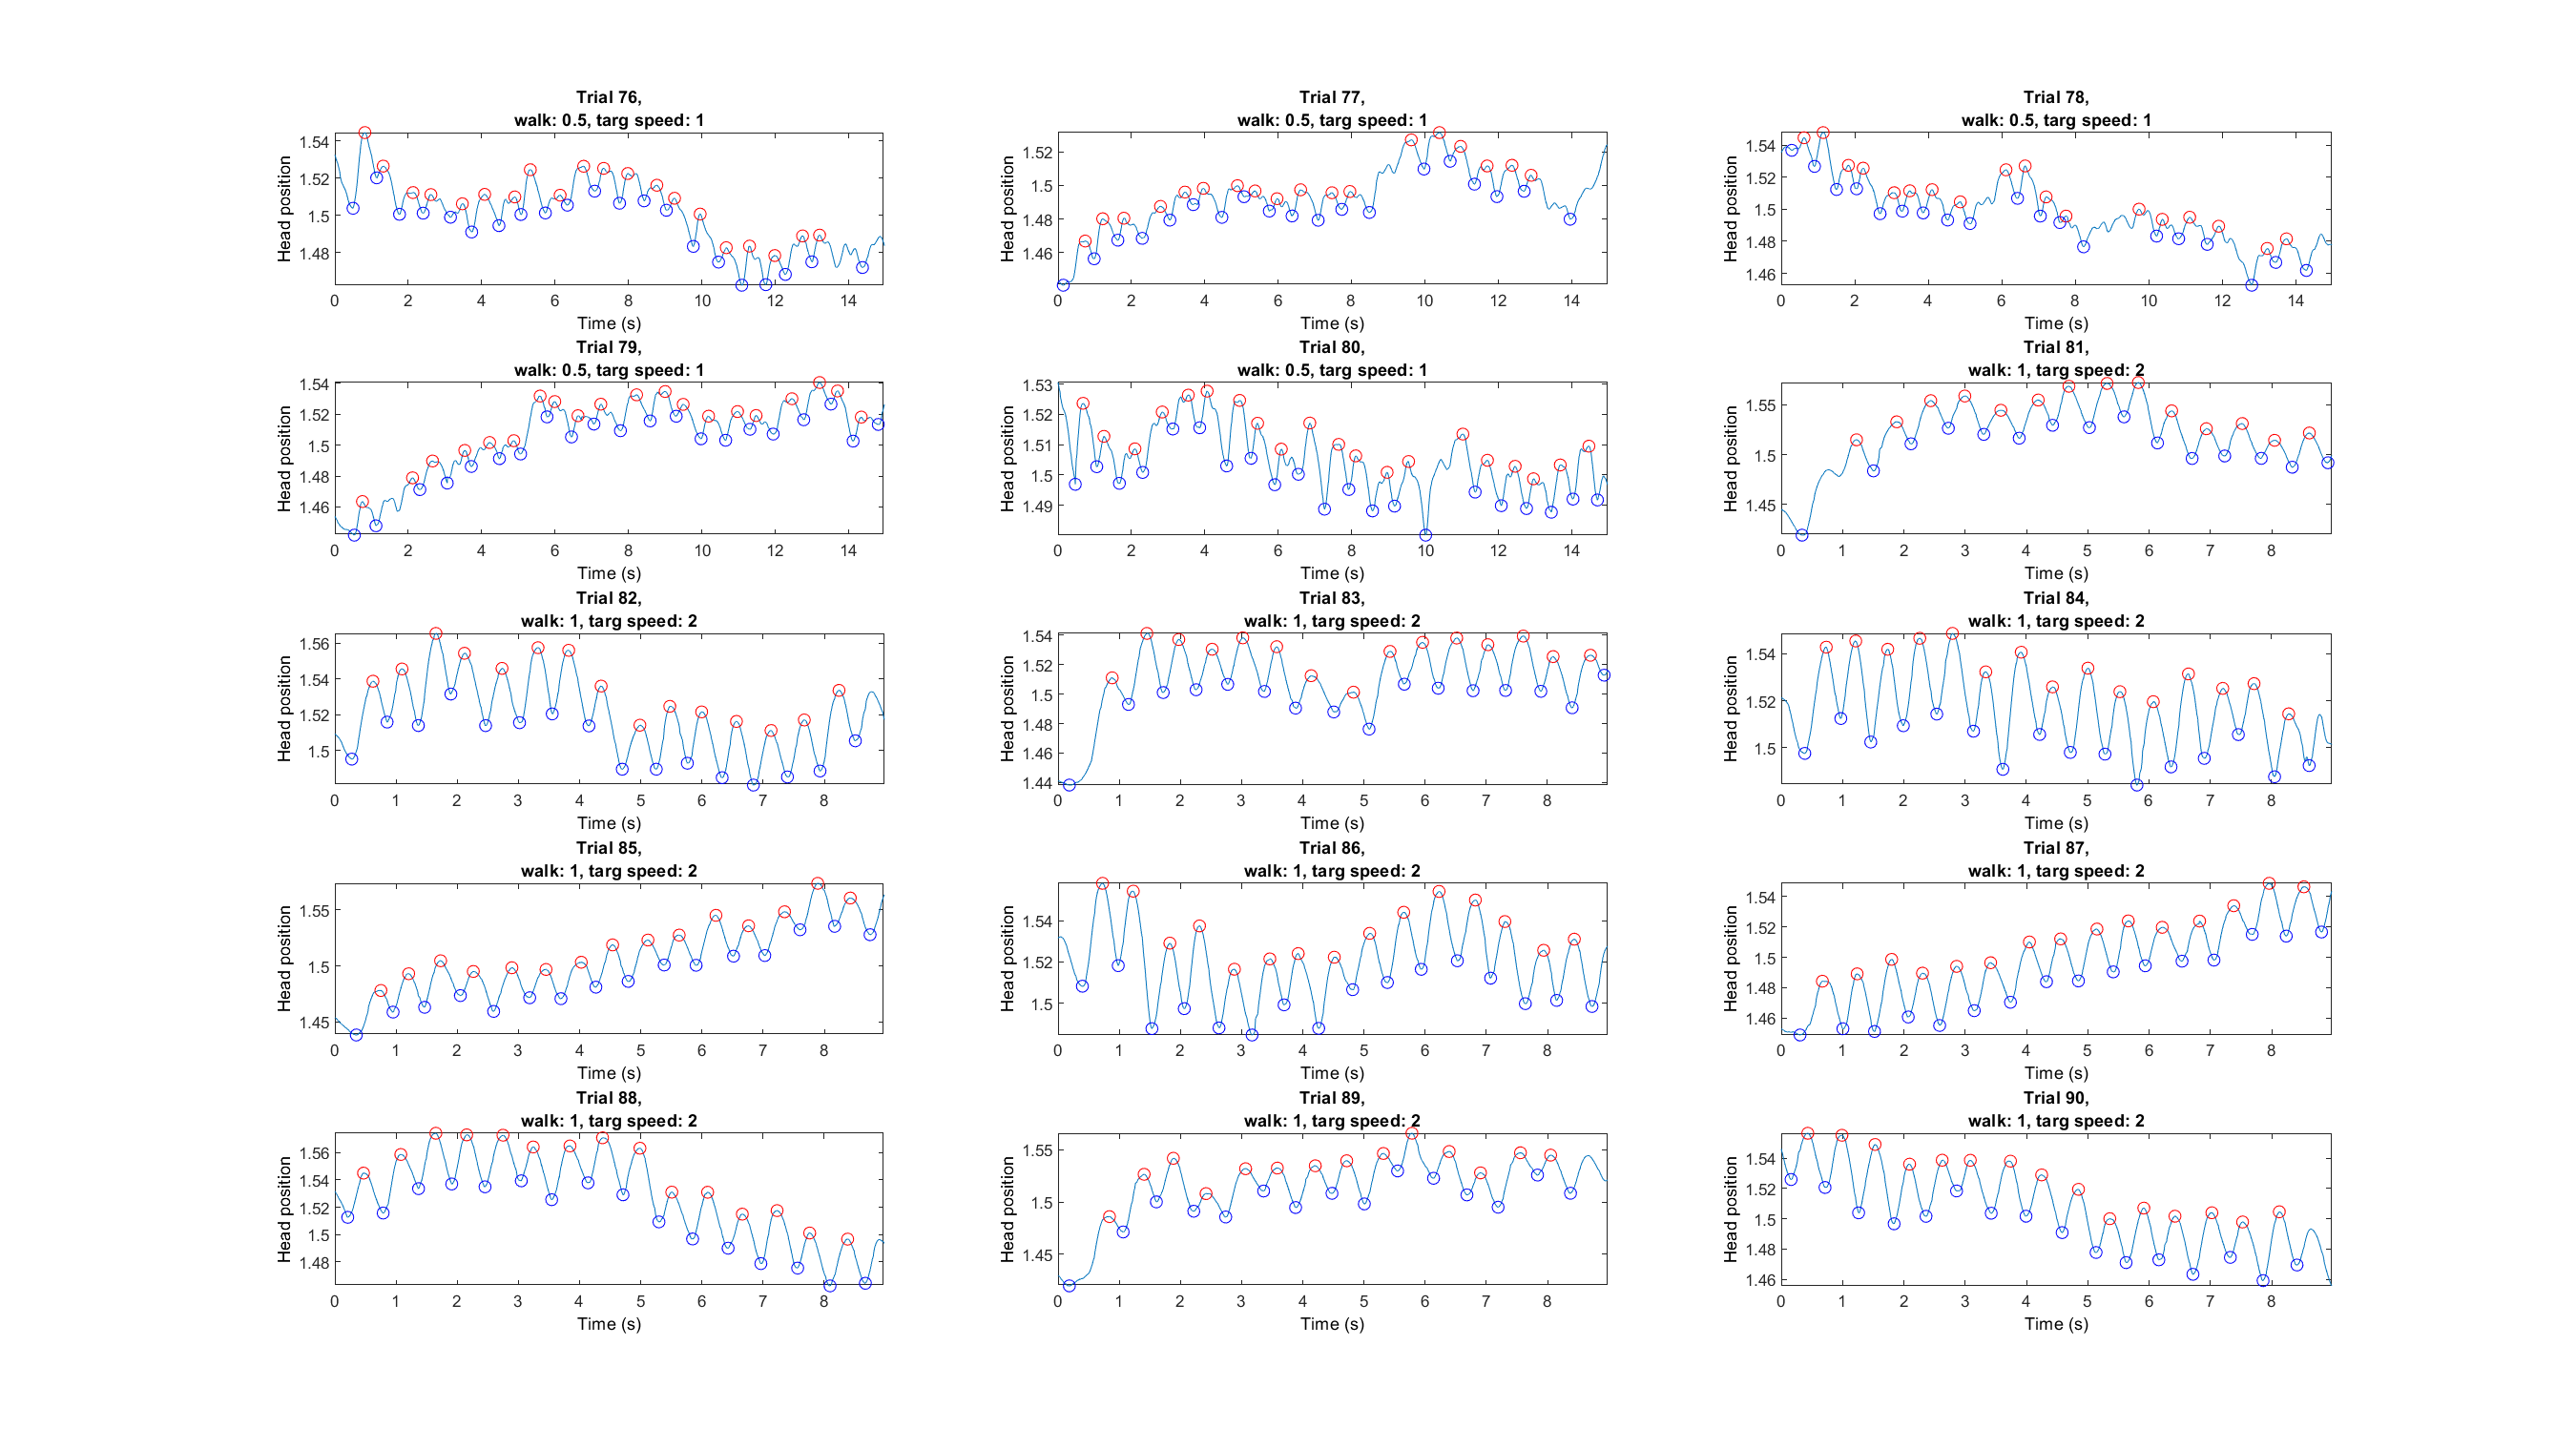 Trial 76,
walk: 0.5, targ speed: 1
1.54
1.52
1.5
1.48
Head position
0 2 4 6 8 10 12 14
Time (s)
Trial 77,
walk: 0.5, targ speed: 1
1.52
1.5
1.48
1.46
Head position
0 2 4 6 8 10 12 14
Time (s)
Trial 78,
walk: 0.5, targ speed: 1
1.54
1.52
1.5
1.48
1.46
Head position
0 2 4 6 8 10 12 14
Time (s)
Trial 79,
walk: 0.5, targ speed: 1
1.54
1.52
1.5
1.48
1.46
Head position
0 2 4 6 8 10 12 14
Time (s)
Trial 80,
walk: 0.5, targ speed: 1
1.53
1.52
1.51
1.5
1.49
Head position
0 2 4 6 8 10 12 14
Time (s)
Trial 81,
walk: 1, targ speed: 2
1.55
1.5
1.45
Head position
0 1 2 3 4 5 6 7 8
Time (s)
Trial 82,
walk: 1, targ speed: 2
1.56
1.54
1.52
1.5
Head position
0 1 2 3 4 5 6 7 8
Time (s)
Trial 83,
walk: 1, targ speed: 2
1.54
1.52
1.5
1.48
1.46
1.44
Head position
0 1 2 3 4 5 6 7 8
Time (s)
Trial 84,
walk: 1, targ speed: 2
1.54
1.52
1.5
Head position
0 1 2 3 4 5 6 7 8
Time (s)
Trial 85,
walk: 1, targ speed: 2
1.55
1.5
1.45
Head position
0 1 2 3 4 5 6 7 8
Time (s)
Trial 86,
walk: 1, targ speed: 2
1.54
1.52
1.5
Head position
0 1 2 3 4 5 6 7 8
Time (s)
Trial 87,
walk: 1, targ speed: 2
1.54
1.52
1.5
1.48
1.46
Head position
0 1 2 3 4 5 6 7 8
Time (s)
Trial 88,
walk: 1, targ speed: 2
1.56
1.54
1.52
1.5
1.48
Head position
0 1 2 3 4 5 6 7 8
Time (s)
Trial 89,
walk: 1, targ speed: 2
1.55
1.5
1.45
Head position
0 1 2 3 4 5 6 7 8
Time (s)
Trial 90,
walk: 1, targ speed: 2
1.54
1.52
1.5
1.48
1.46
Head position
0 1 2 3 4 5 6 7 8
Time (s)